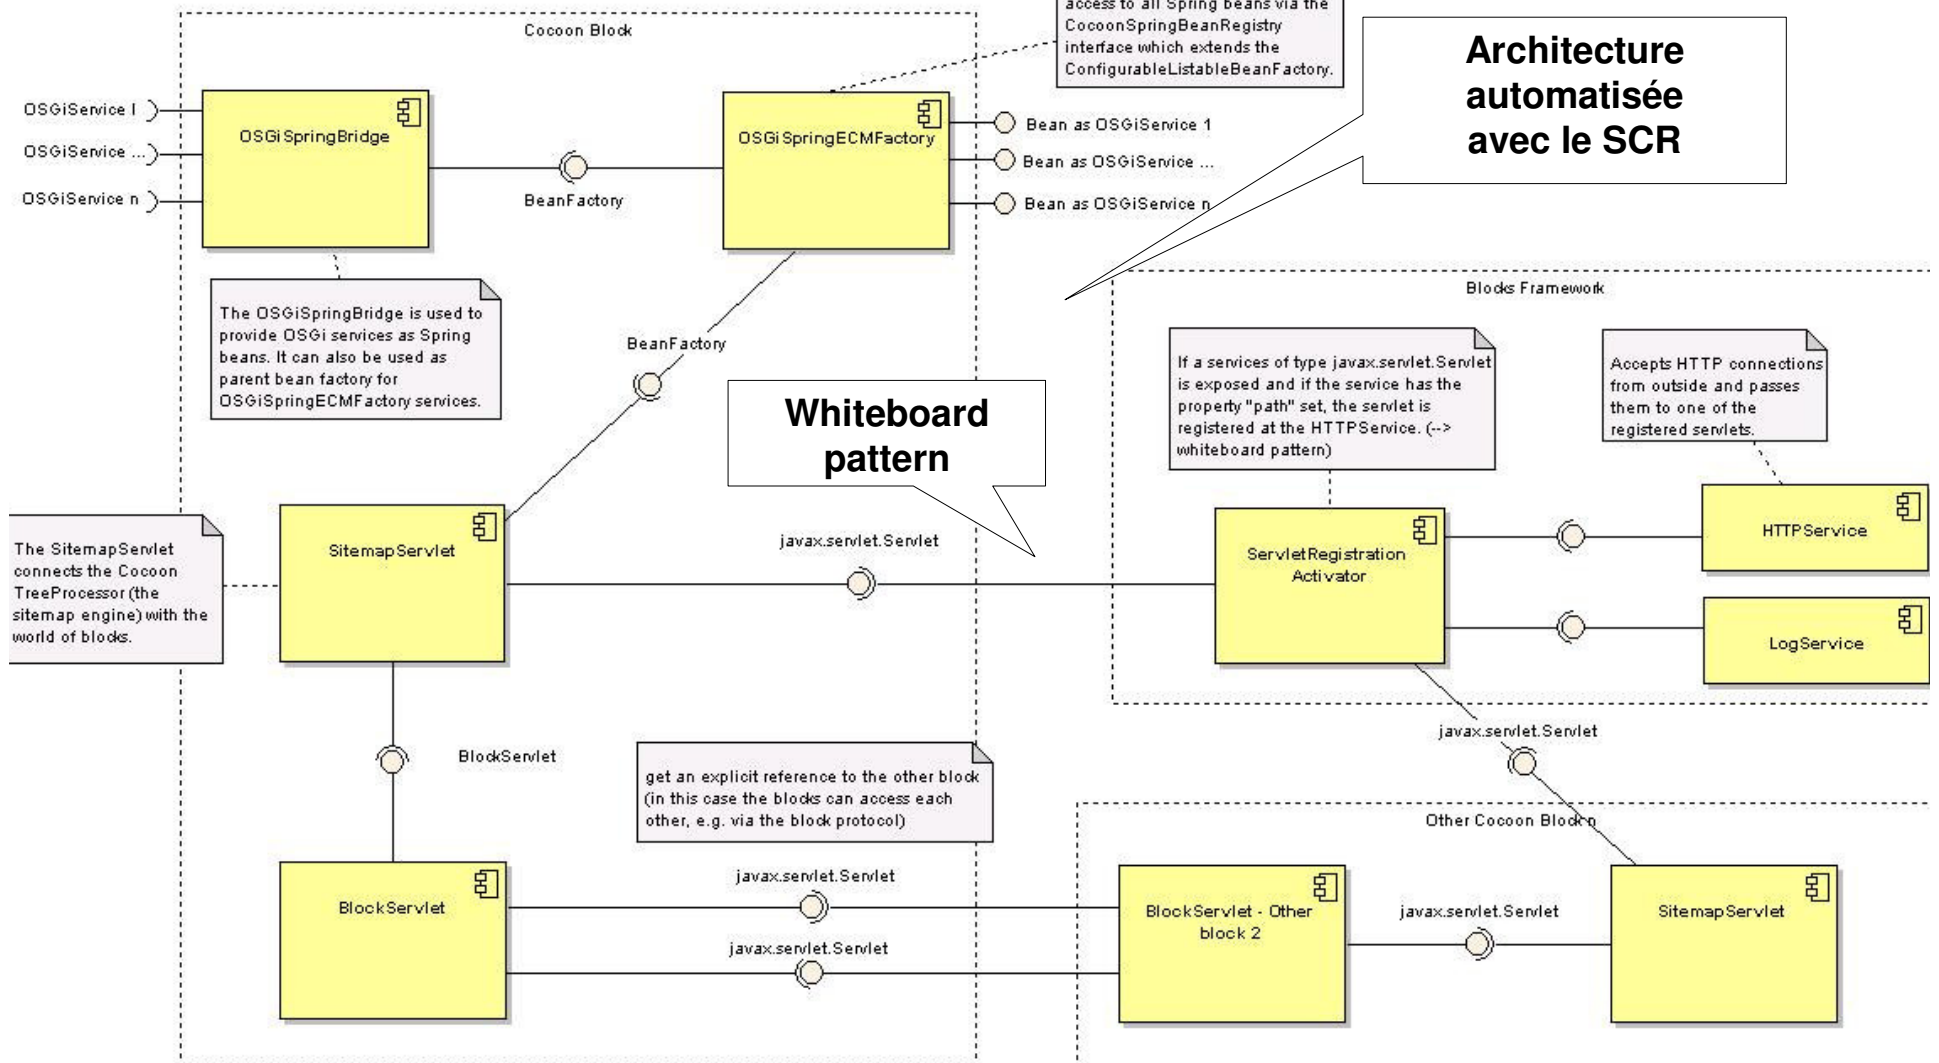 Cocoon Block
access to all Spring beans via the
CocoonSpringBeanRegistry
interface which extends the
ConfigurableListableBeanFactory.
Architecture
automatisée
avec le SCR
OSGiService I
OSGiService ...
OSGiService n
OSGiSpringBridge
BeanFactory
OSGiSpringECMFactory
Bean as OSGiService 1
Bean as OSGiService ...
Bean as OSGiService n
The OSGiSpringBridge is used to
provide OSGi services as Spring
beans. It can also be used as
parent bean factory for
OSGiSpringECMFactory services.
BeanFactory
Whiteboard
pattern
Blocks Framework
If a services of type javax.servlet.Servlet
is exposed and if the service has the
property "path" set, the servlet is
registered at the HTTPService. (-->
whiteboard pattern)
Accepts HTTP connections
from outside and passes
them to one of the
registered servlets.
The SitemapServlet
connects the Cocoon
TreeProcessor (the
sitemap engine) with the
world of blocks.
SitemapServlet
javax.servlet.Servlet
ServletRegistration
Activator
HTTPService
LogService
BlockServlet
get an explicit reference to the other block
(in this case the blocks can access each
other, e.g. via the block protocol)
javax.servlet.Servlet
Other Cocoon Block n
BlockServlet
javax.servlet.Servlet
javax.servlet.Servlet
BlockServlet - Other
block 2
javax.servlet.Servlet
SitemapServlet